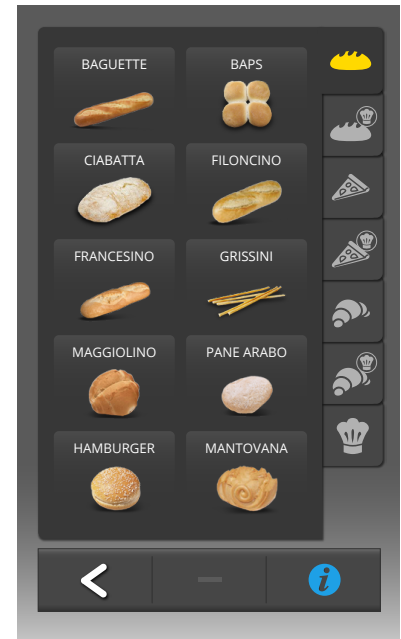 BAGUETTE BAPS
CIABATTA FILONCINO
FRANCESINO GRISSINI
MAGGIOLINO PANE ARABO
HAMBURGER MANTOVANA
i